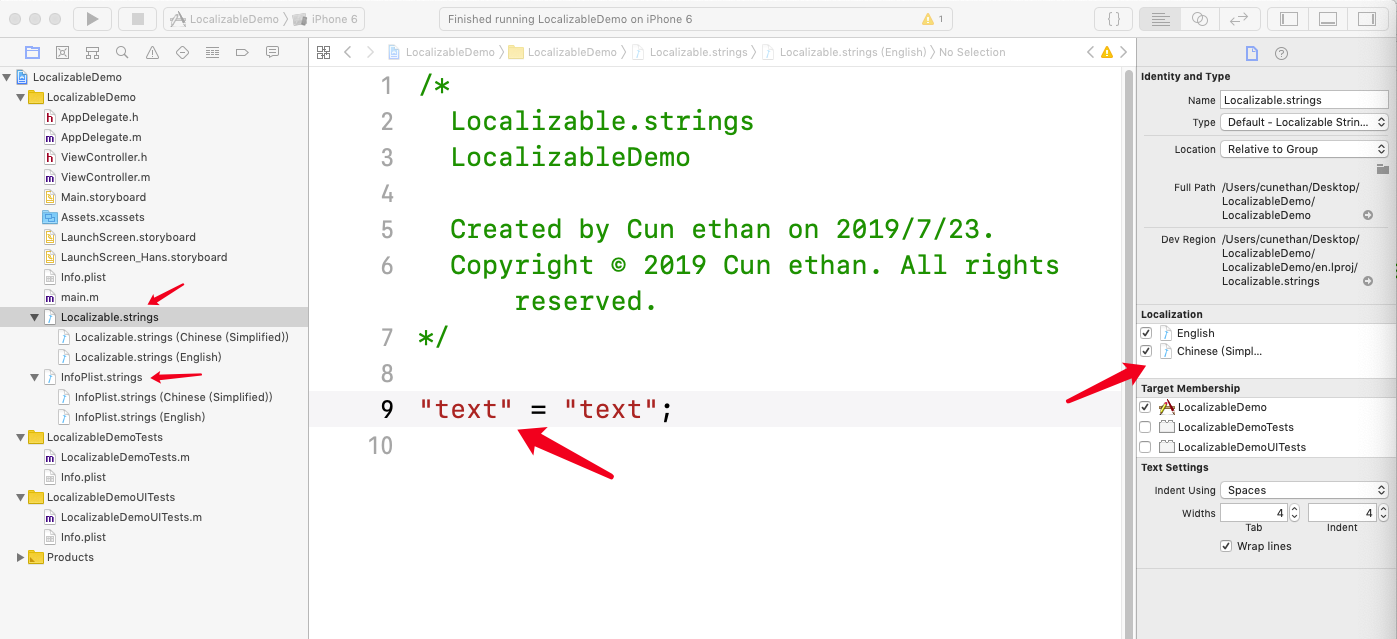 LocalizableDemo
iPhone 6
Finished running LocalizableDemo on iPhone 6
1
{ }
LocalizableDemo
LocalizableDemo
AppDelegate.h
AppDelegate.m
ViewController.h
ViewController.m
Main.storyboard
Assets.xcassets
LaunchScreen.storyboard
LaunchScreen_Hans.storyboard
Info.plist
main.m
Localizable.strings
Localizable.strings (Chinese (Simplified))
Localizable.strings (English)
InfoPlist.strings
InfoPlist.strings (Chinese (Simplified))
InfoPlist.strings (English)
LocalizableDemoTests
LocalizableDemoTests.m
Info.plist
LocalizableDemoUITests
LocalizableDemoUITests.m
Info.plist
Products
LocalizableDemo
LocalizableDemo
Localizable.strings
Localizable.strings (English)
No Selection
1 /*
2 Localizable.strings
3 LocalizableDemo
4
5 Created by Cun ethan on 2019/7/23.
6 Copyright © 2019 Cun ethan. All rights
reserved.
7 */
8
9 "text" = "text";
10
Identity and Type
Name Localizable.strings
Type Default - Localizable Strin...
Location Relative to Group
Full Path /Users/cunethan/Desktop/
LocalizableDemo/
LocalizableDemo
Dev Region /Users/cunethan/Desktop/
LocalizableDemo/
LocalizableDemo/en.lproj/
Localizable.strings
Localization
English
Chinese (Simpl...
Target Membership
LocalizableDemo
LocalizableDemoTests
LocalizableDemoUITests
Text Settings
Indent Using Spaces
Widths 4 4
Tab Indent
Wrap lines